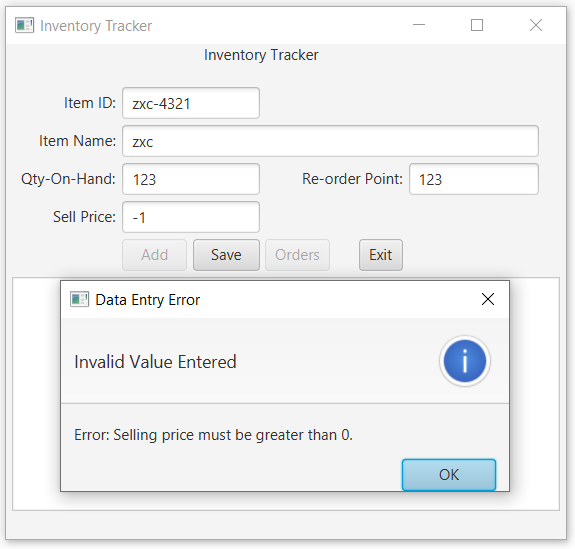 Inventory Tracker
Inventory Tracker
Item ID: zxc-4321
Item Name: zxc
Qty-On-Hand: 123 Re-order Point: 123
Sell Price: -1
Add Save Orders Exit
Data Entry Error
Invalid Value Entered
i
Error: Selling price must be greater than 0.
OK